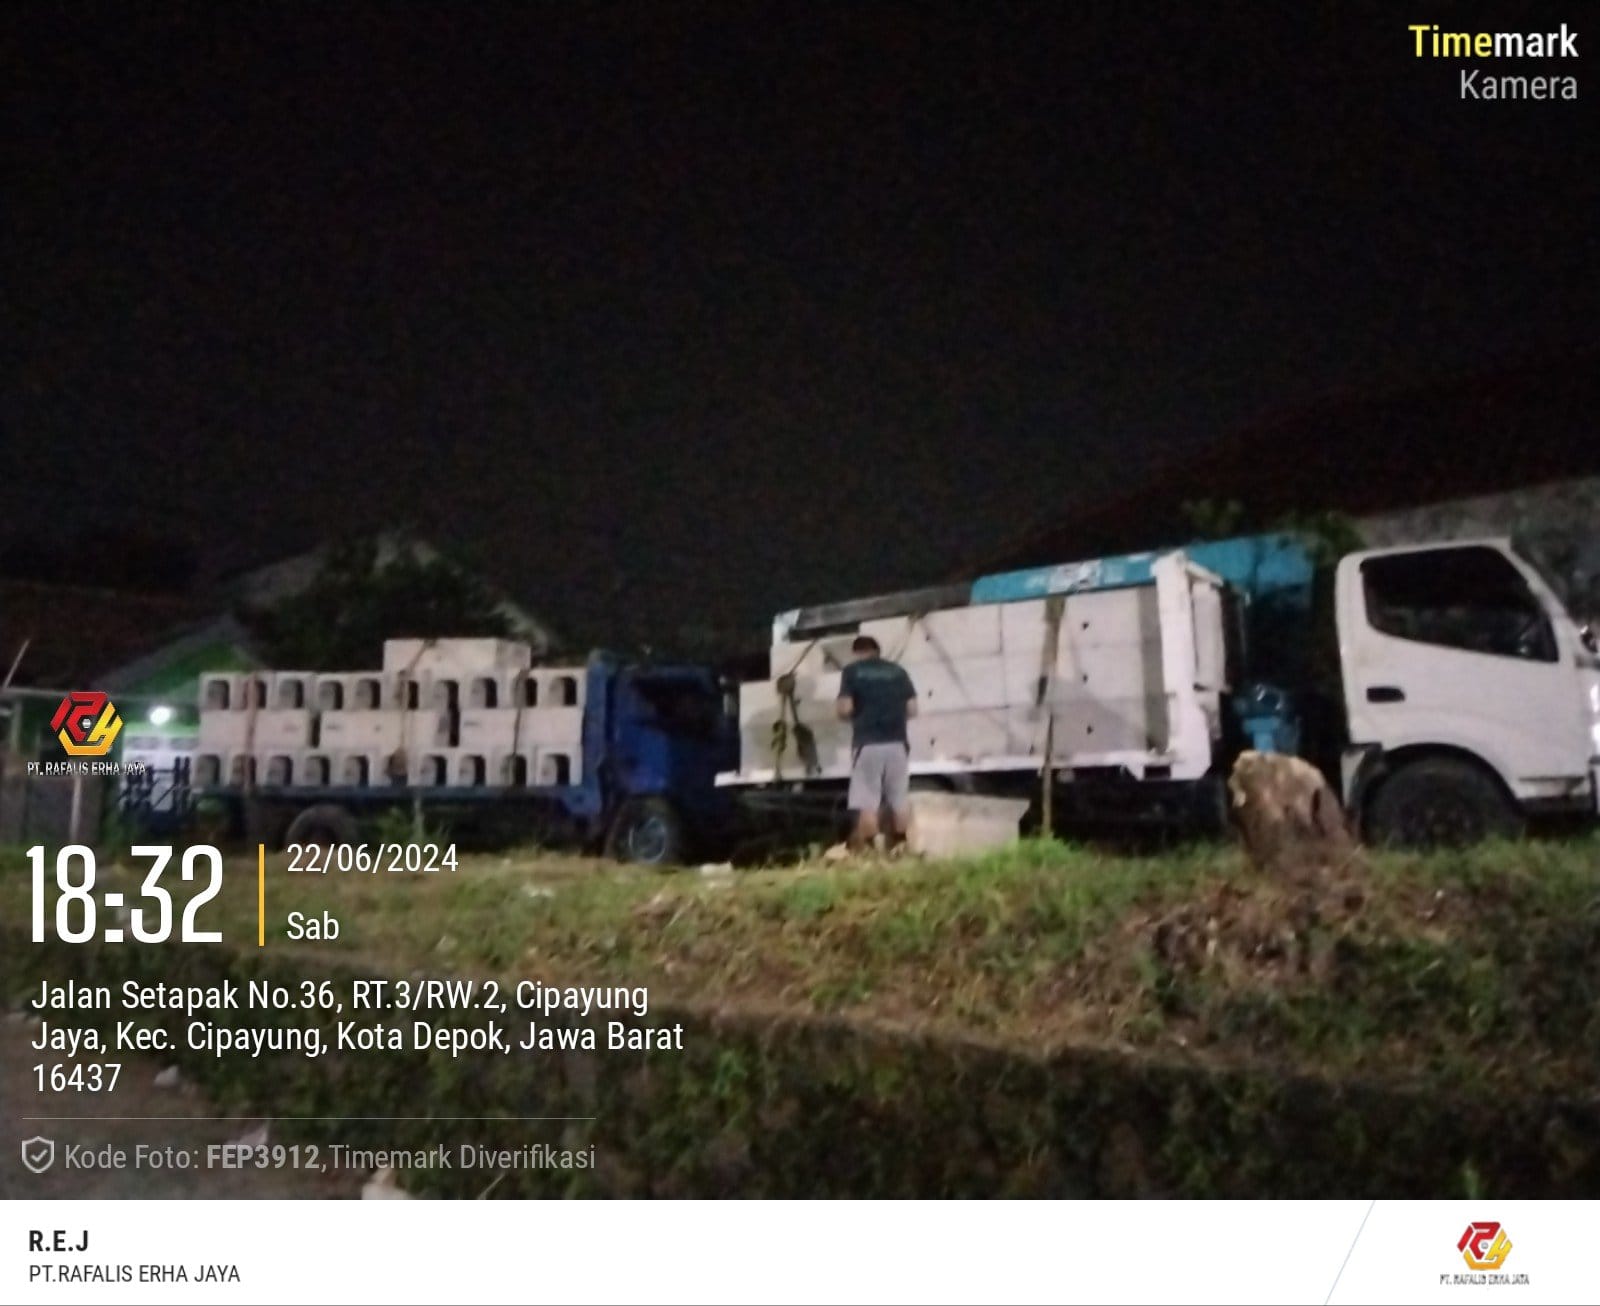 Timemark
Kamera
PT. RAFALIS ERHA JAYA
18:32
22/06/2024
Sab
Jalan Setapak No.36, RT.3/RW.2, Cipayung
Jaya, Kec. Cipayung, Kota Depok, Jawa Barat
16437
Kode Foto: FEP3912,Timemark Diverifikasi
R.E.J
PT.RAFALIS ERHA JAYA
PT. RAFALIS ERHA JAYA